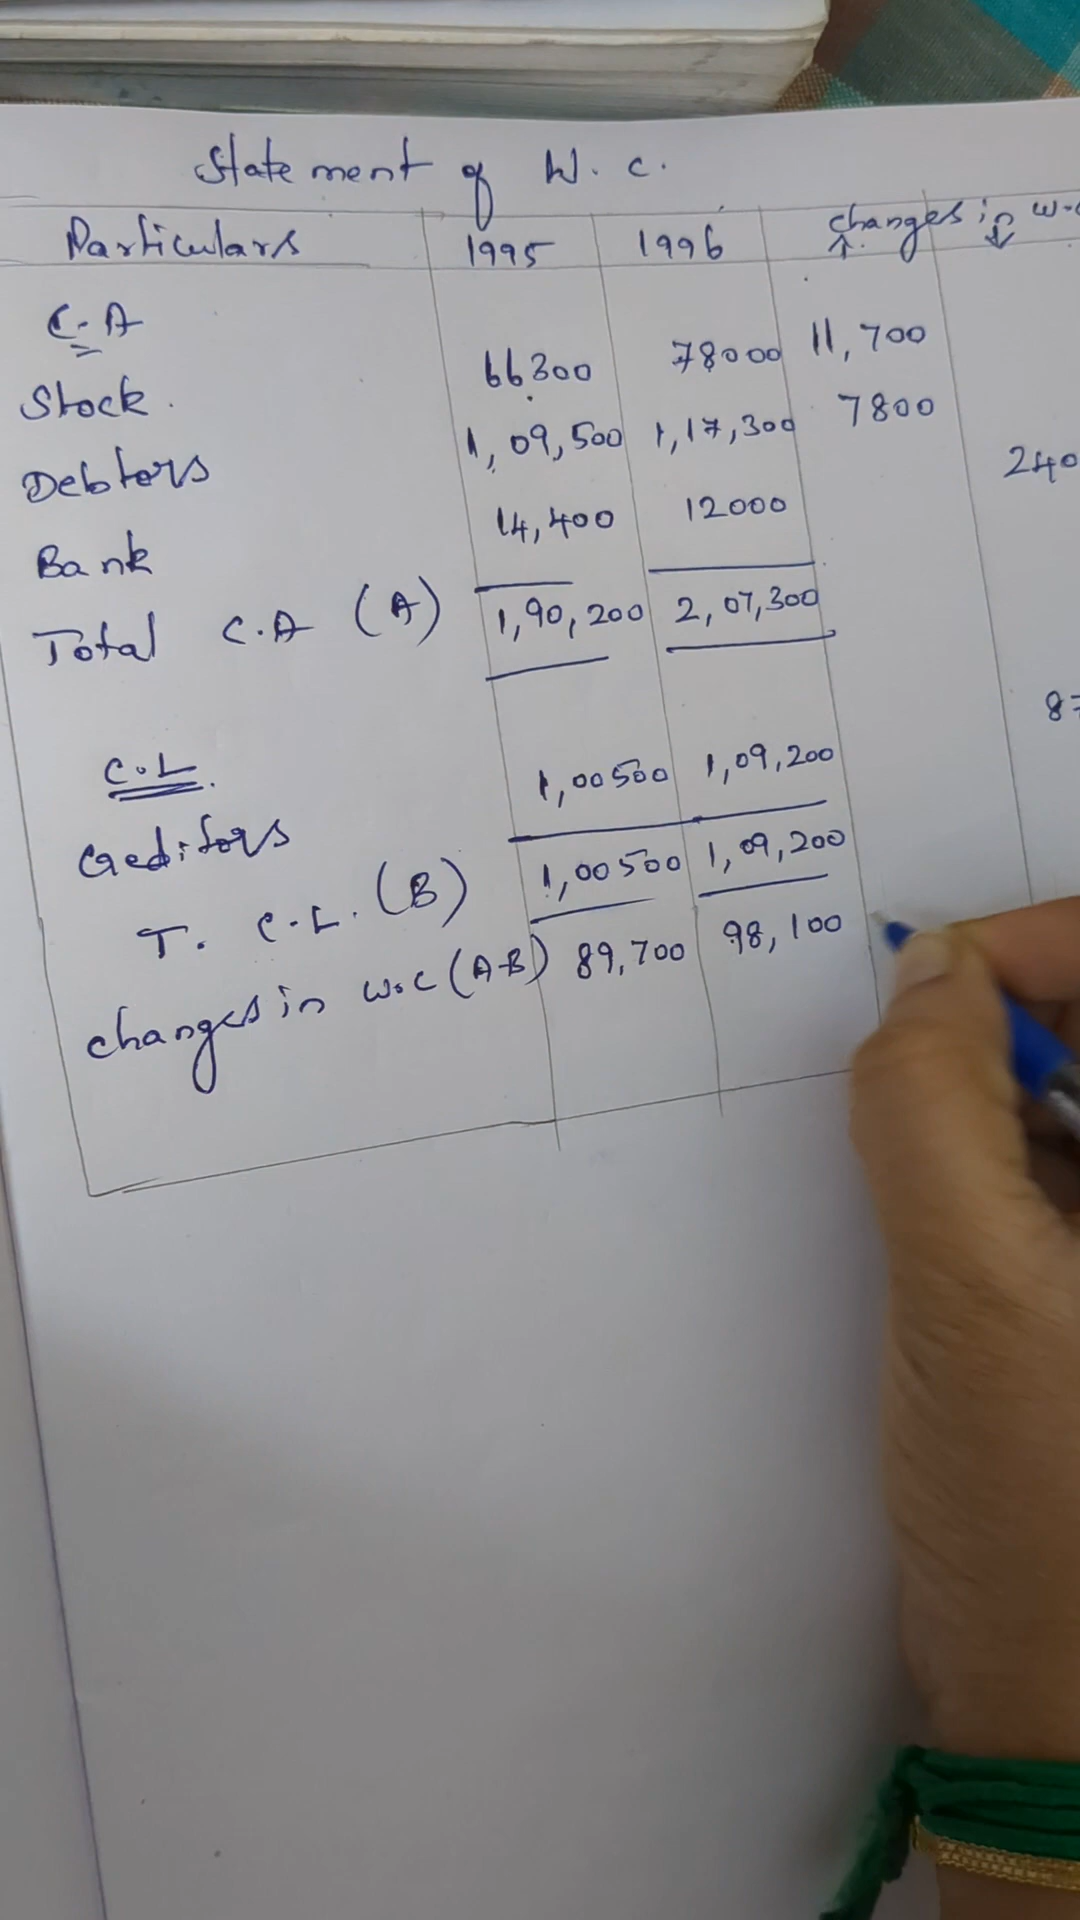 Statement of W. C.
Particulars 1995 1996 changes in W.C
↑ ↓
C.A
Stock. 66300 78000 11,700
Debtors 1,09,500 1,17,300 7800
Bank 14,400 12000 240
Total C.A (A) 1,90,200 2,07,300
C.L.
Creditors 1,00500 1,09,200 87
T. C.L. (B) 1,00500 1,09,200
changes in W.C (A-B) 89,700 98,100